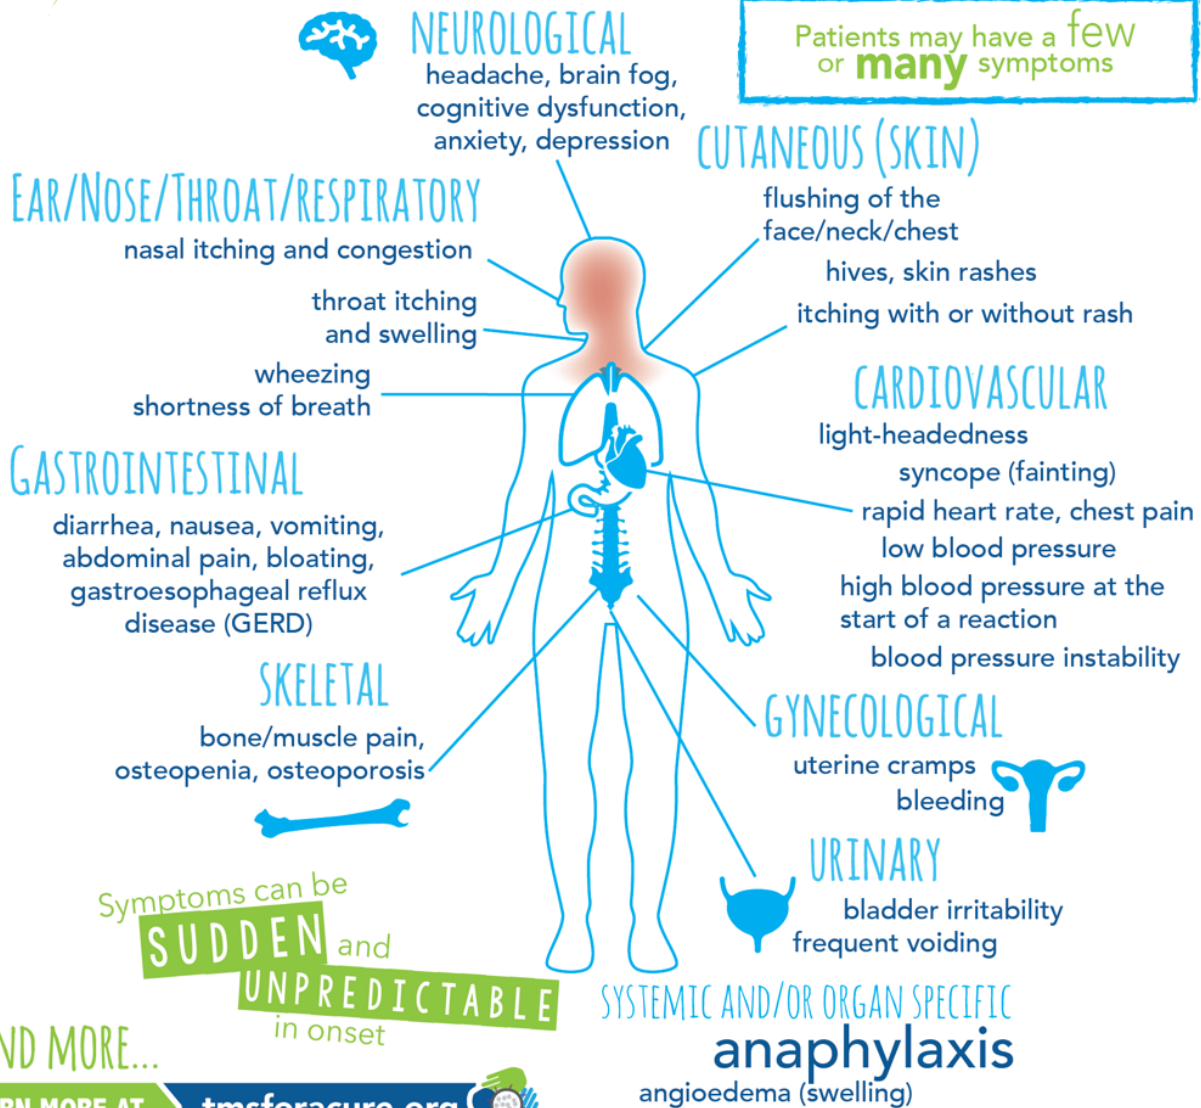 NEUROLOGICAL
headache, brain fog,
cognitive dysfunction,
anxiety, depression
Patients may have a few
or many symptoms
CUTANEOUS (SKIN)
flushing of the
face/neck/chest
hives, skin rashes
itching with or without rash
EAR/NOSE/THROAT/RESPIRATORY
nasal itching and congestion
throat itching
and swelling
wheezing
shortness of breath
CARDIOVASCULAR
light-headedness
syncope (fainting)
rapid heart rate, chest pain
low blood pressure
high blood pressure at the
start of a reaction
blood pressure instability
GASTROINTESTINAL
diarrhea, nausea, vomiting,
abdominal pain, bloating,
gastroesophageal reflux
disease (GERD)
SKELETAL
bone/muscle pain,
osteopenia, osteoporosis
GYNECOLOGICAL
uterine cramps
bleeding
URINARY
bladder irritability
frequent voiding
Symptoms can be
SUDDEN and
UNPREDICTABLE
in onset
SYSTEMIC AND/OR ORGAN SPECIFIC
anaphylaxis
angioedema (swelling)
MORE...
MORE AT
tmsforacure.org